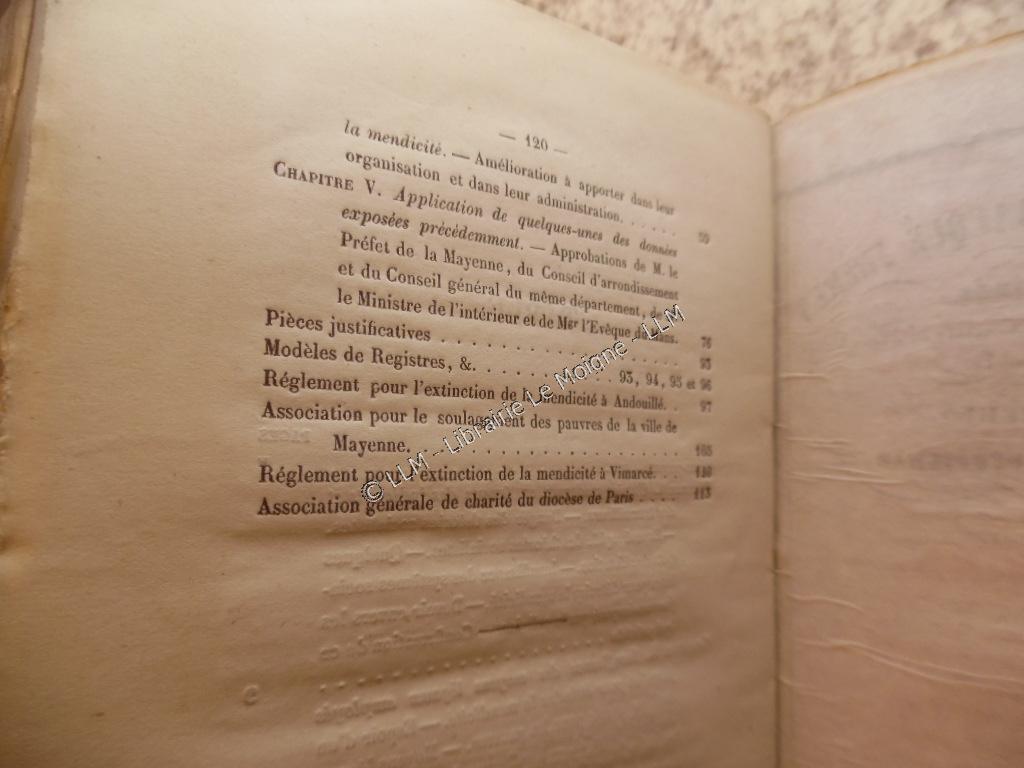 — 120 —
la mendicité. — Amélioration à apporter dans leur
organisation et dans leur administration. . . . . . 59
CHAPITRE V. Application de quelques-unes des données
exposées précédemment. — Approbations de M. le
Préfet de la Mayenne, du Conseil d'arrondissement
et du Conseil général du même département, de
le Ministre de l'intérieur et de Mgr l'Evêque du Mans. 76
Pièces justificatives . . . . . . . . . . . . . . . . 93
Modèles de Registres, &. . . . . . . . . 93, 94, 95 et 96
Réglement pour l'extinction de la mendicité à Andouillé. . 97
Association pour le soulagement des pauvres de la ville de
Mayenne. . . . . . . . . . . . . . . . . 105
Réglement pour l'extinction de la mendicité à Vimarcé. . . 110
Association générale de charité du diocèse de Paris . . . . 113
© LLM - Librairie Le Moigne - LLM